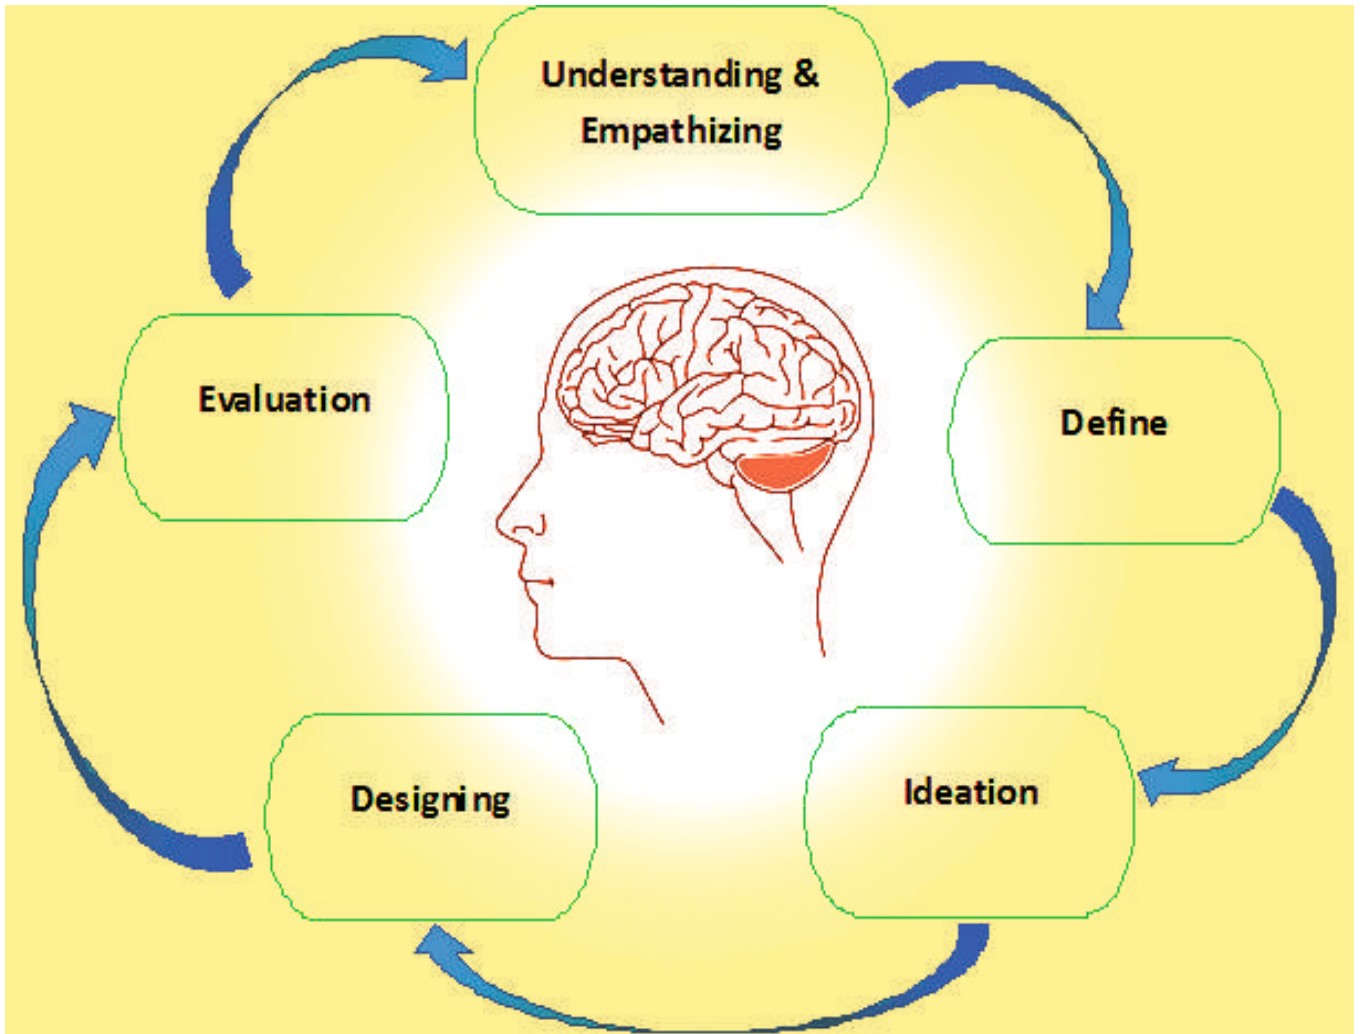 Understanding &
Empathizing
Define
Ideation
Designing
Evaluation